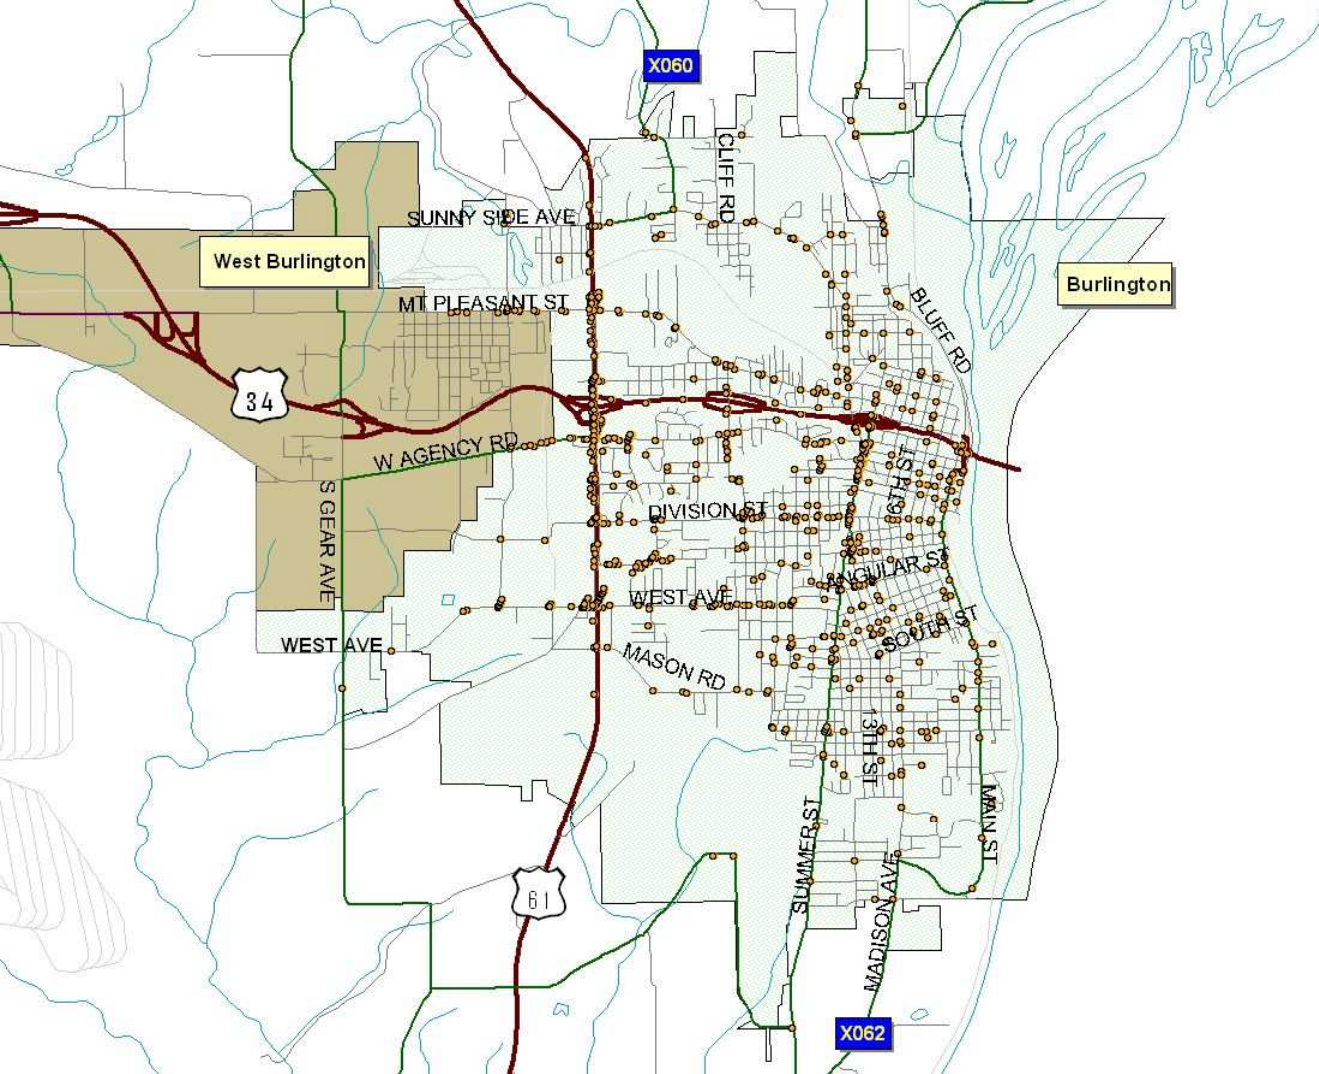 X060
CLIFF RD
SUNNY SIDE AVE
West Burlington
Burlington
MT PLEASANT ST
BLUFF RD
34
W AGENCY RD
6TH ST
S GEAR AVE
DIVISION ST
ANGULAR ST
WEST AVE
SOUTH ST
WEST AVE
MASON RD
13TH ST
MAIN ST
SUMMER ST
MADISON AVE
61
X062